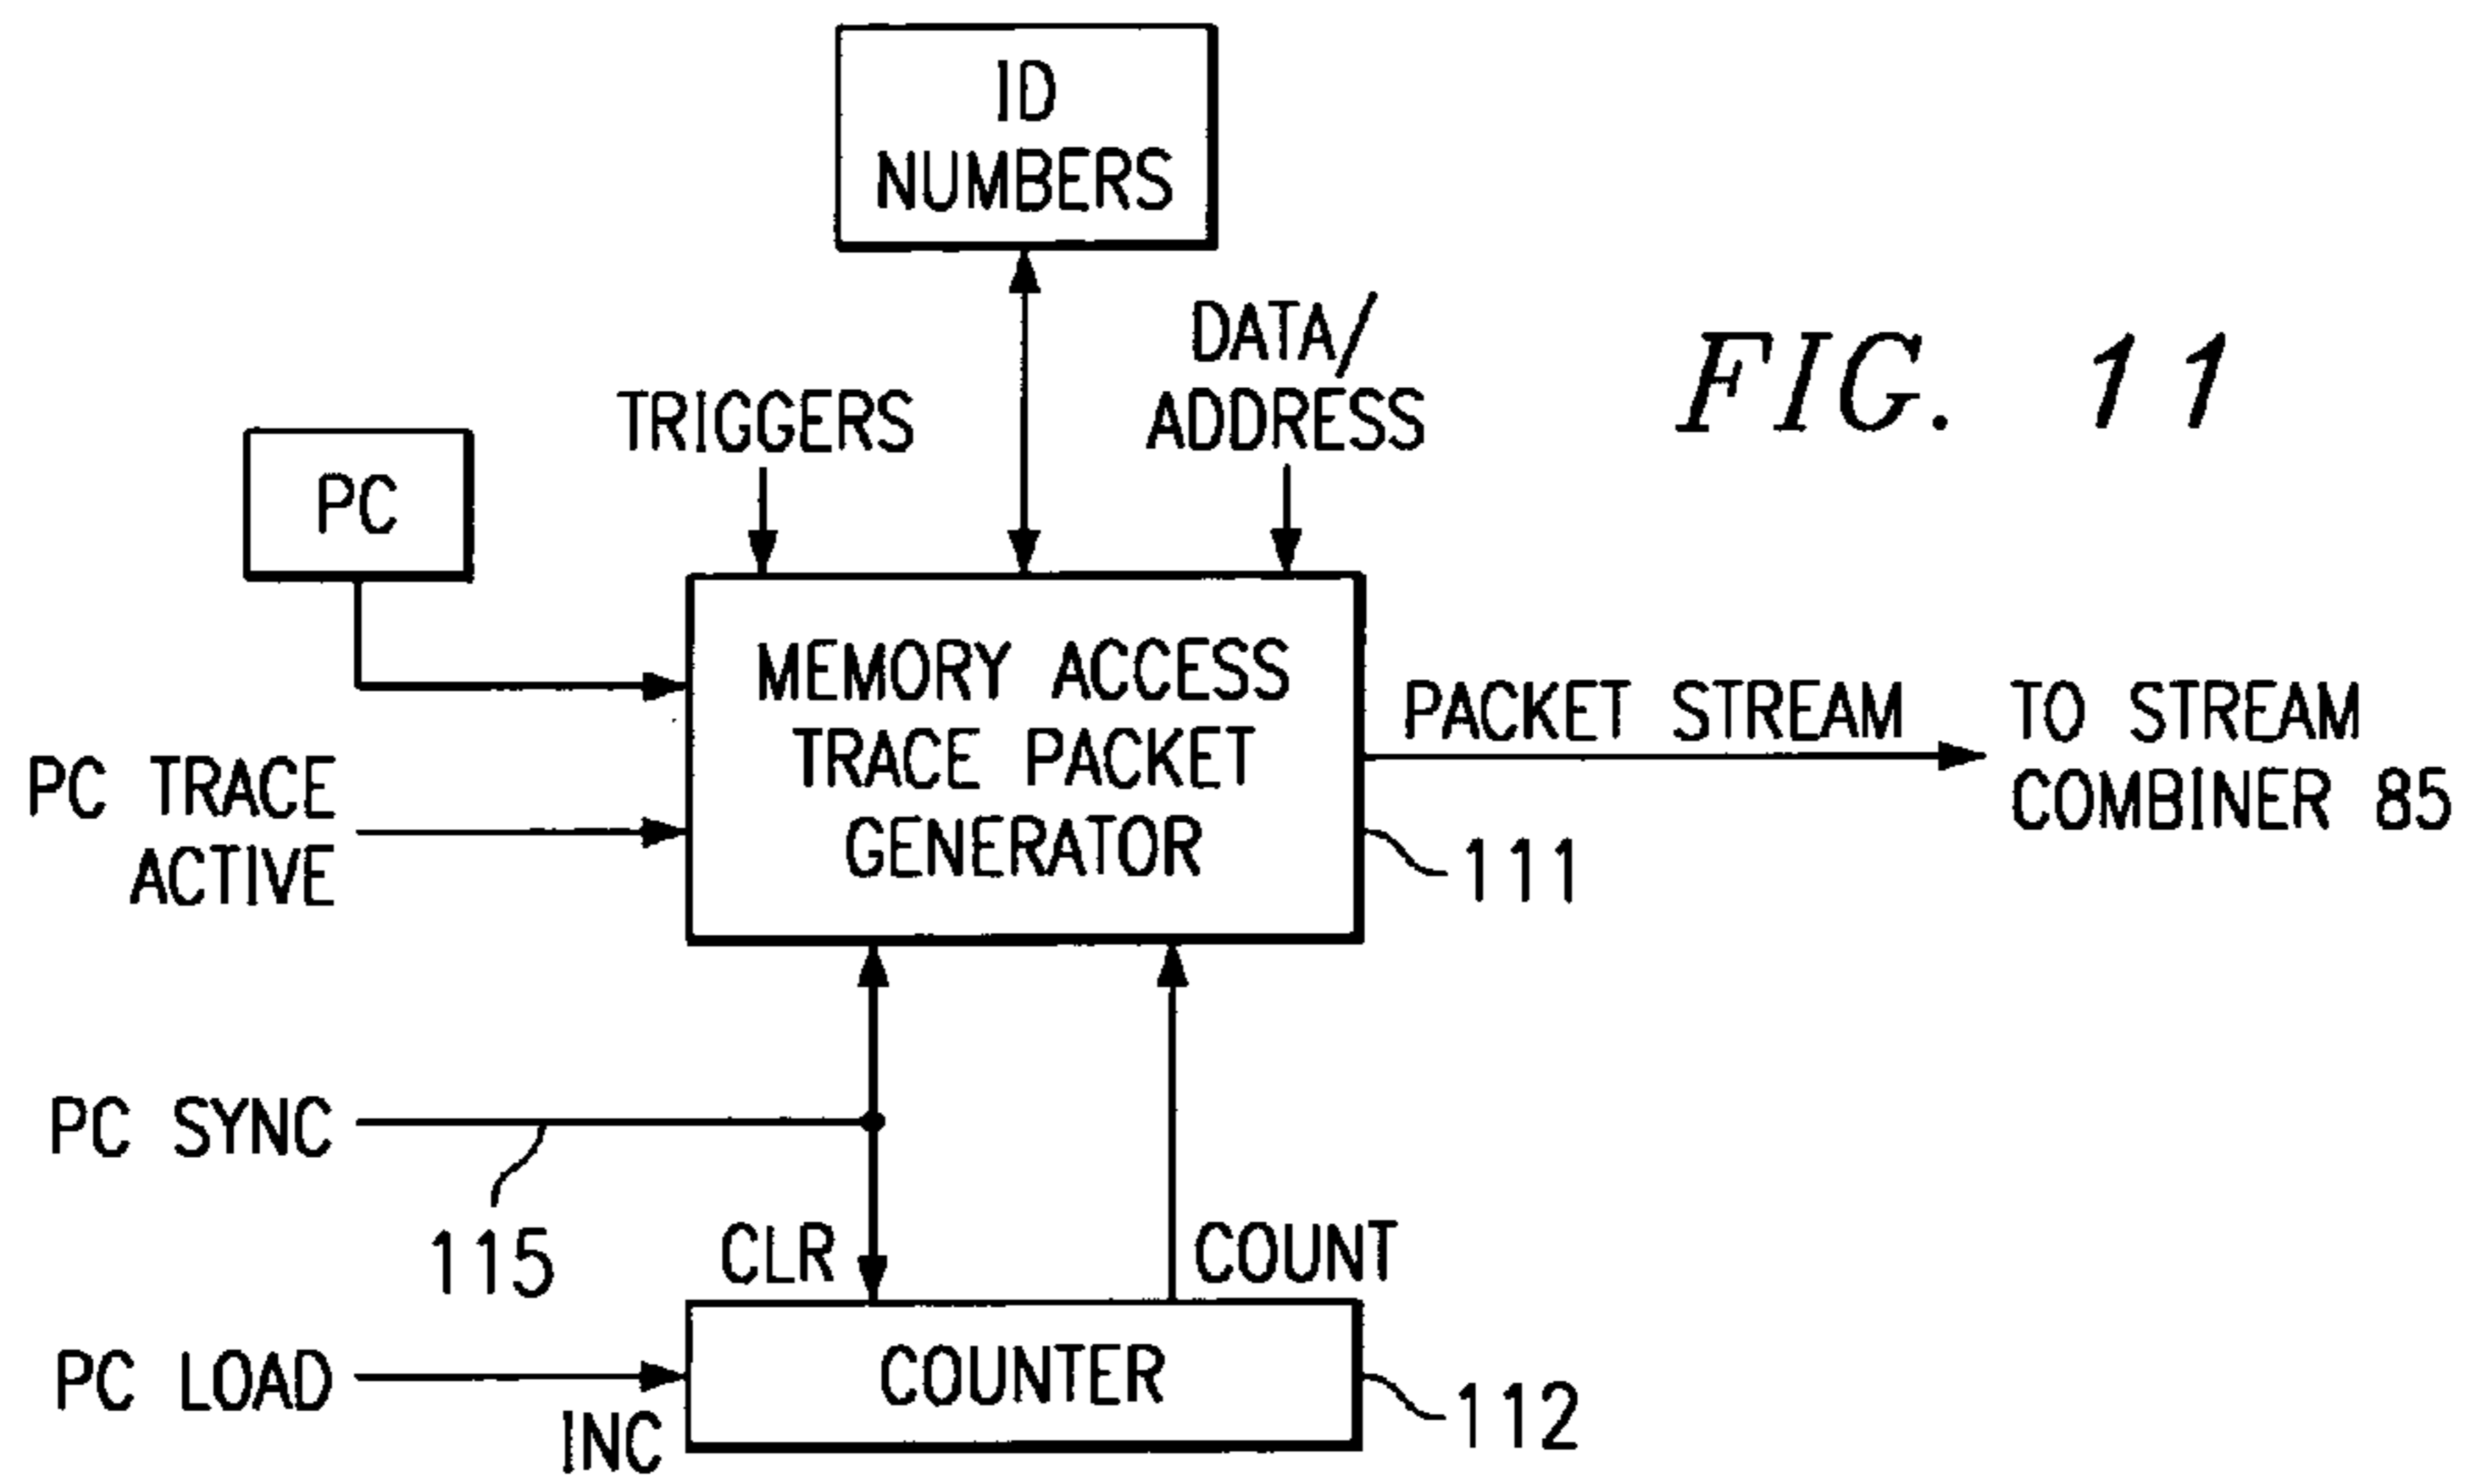 ID
NUMBERS
DATA/
ADDRESS
TRIGGERS
FIG. 11
PC
MEMORY ACCESS
TRACE PACKET
GENERATOR
PACKET STREAM
TO STREAM
COMBINER 85
PC TRACE
ACTIVE
111
PC SYNC
115
CLR
COUNT
PC LOAD
INC
COUNTER
112